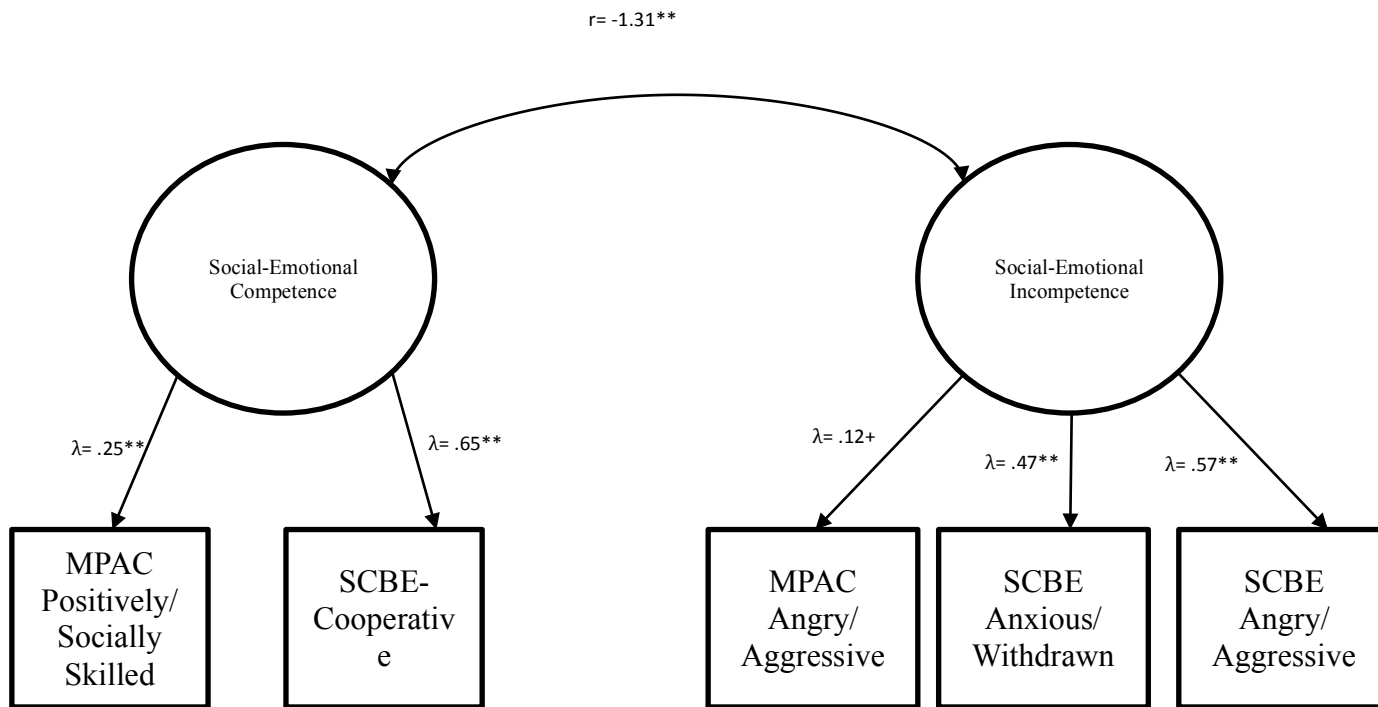 r= -1.31**
Social-Emotional
Competence
Social-Emotional
Incompetence
λ= .25**
λ= .65**
λ= .12+
λ= .47**
λ= .57**
MPAC
Positively/
Socially
Skilled
SCBE-
Cooperativ
e
MPAC
Angry/
Aggressive
SCBE
Anxious/
Withdrawn
SCBE
Angry/
Aggressive